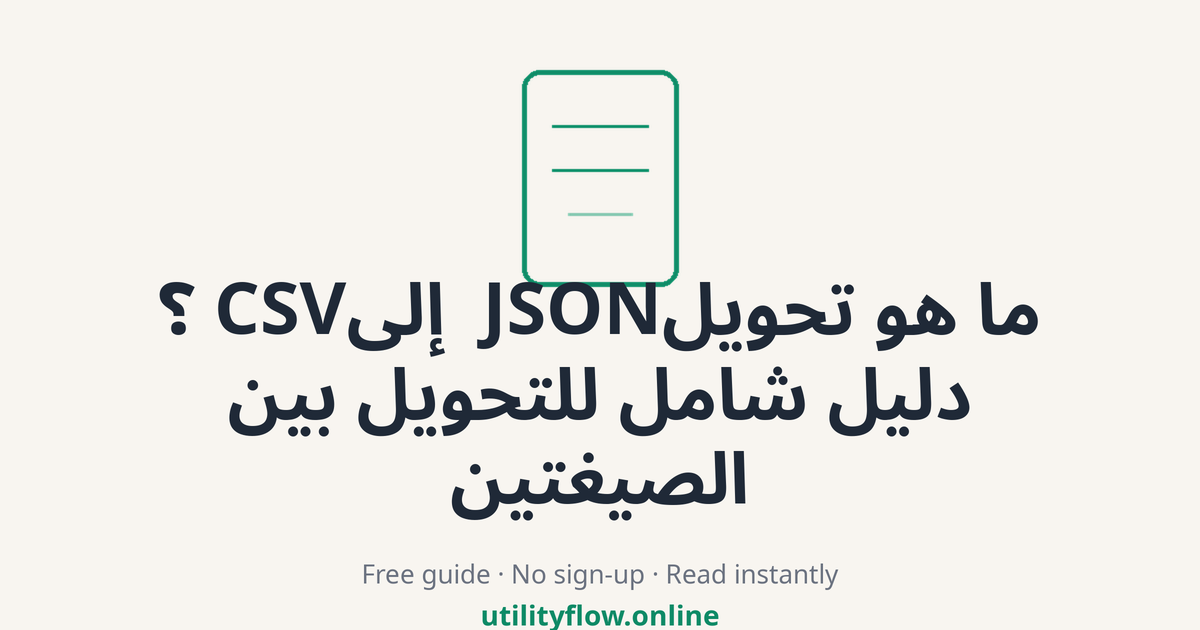 ما هو تحويل JSON إلى CSV ؟
دليل شامل للتحويل بين
الصيغتين
Free guide · No sign-up · Read instantly
utilityflow.online